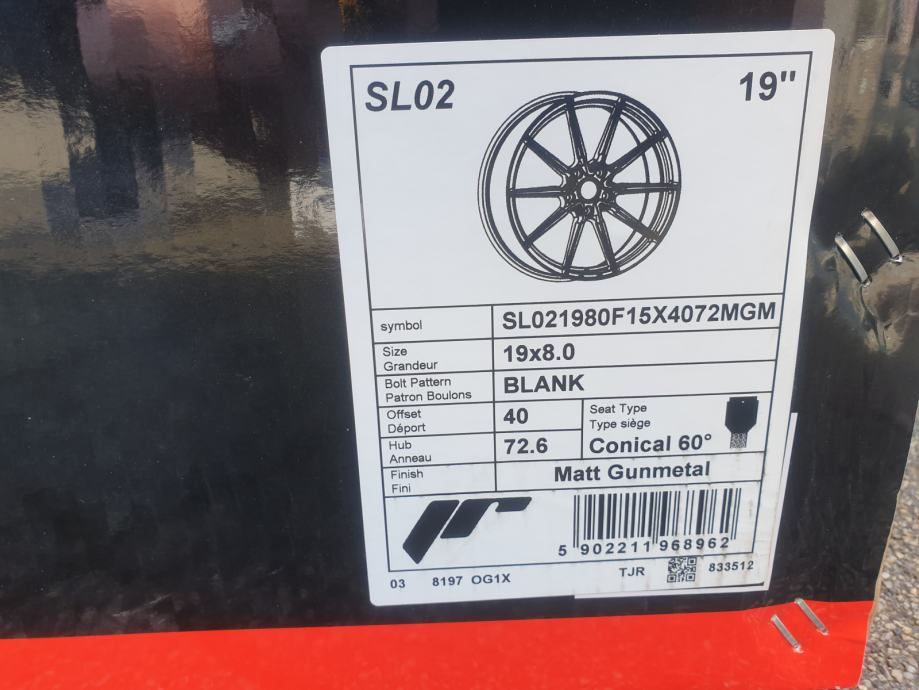 SL02 19"
symbol SL021980F15X4072MGM
Size
Grandeur
19x8.0
Bolt Pattern
Patron Boulons
BLANK
Offset
Déport
40
Seat Type
Type siège
Conical 60°
Hub
Anneau
72.6
Finish
Fini
Matt Gunmetal
JR
5 902211 968962
03 8197 OG1X TJR 833512